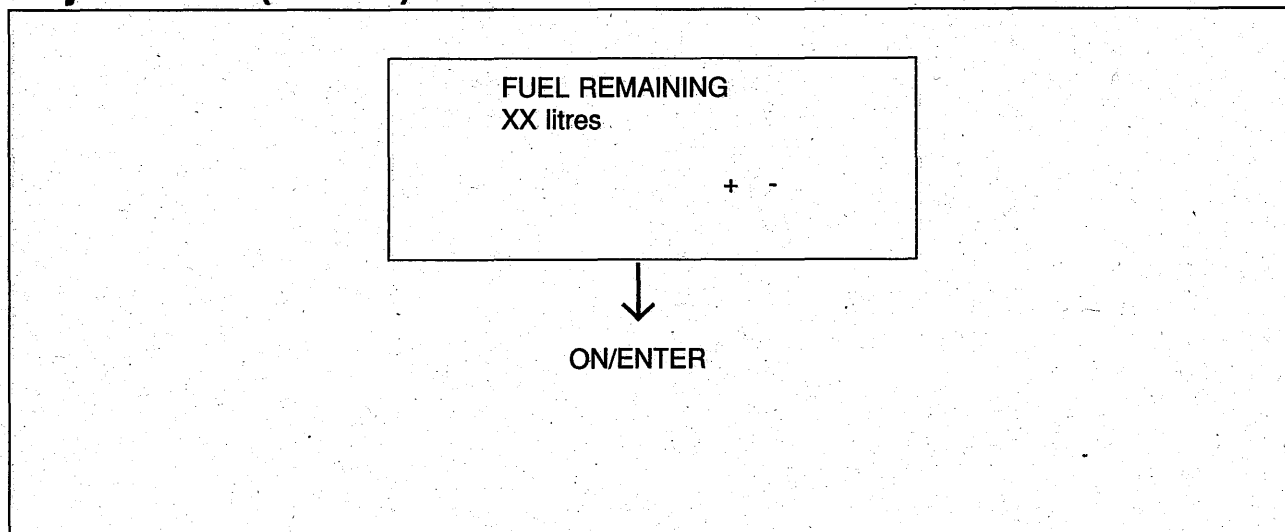 FUEL REMAINING
XX litres
+ -
ON/ENTER